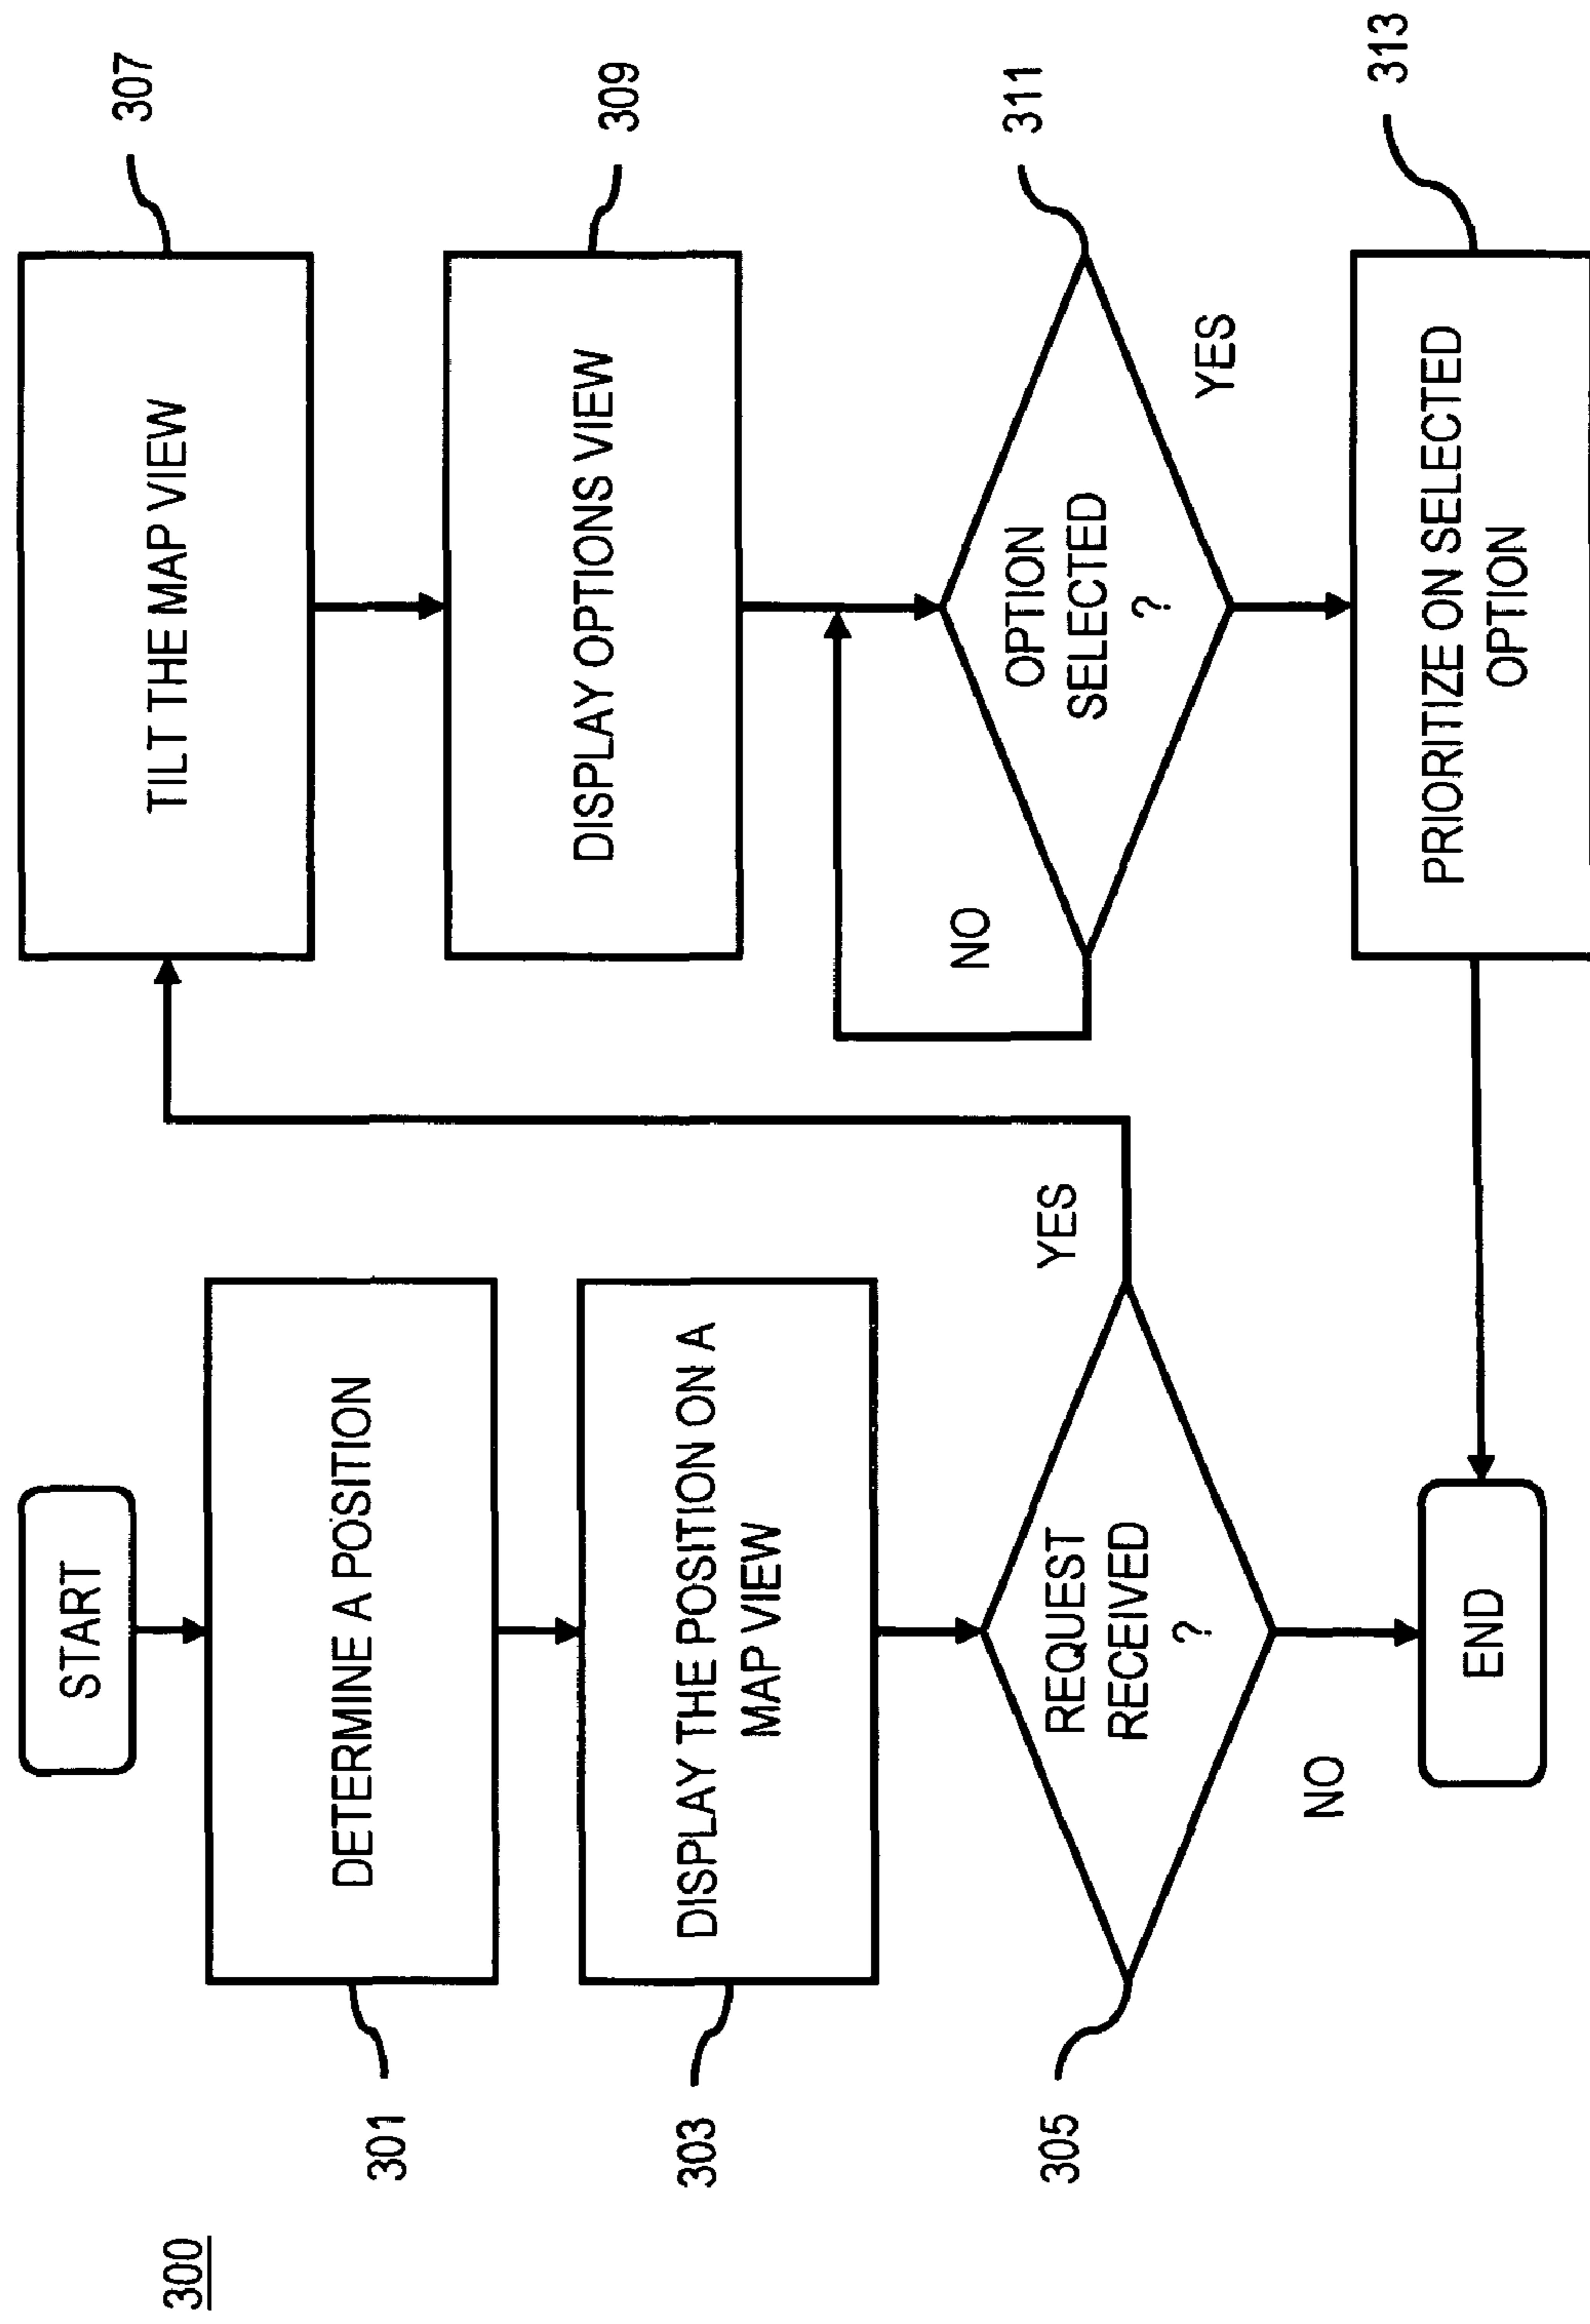 300
START
301
DETERMINE A POSITION
303
DISPLAY THE POSITION ON A
MAP VIEW
305
REQUEST
RECEIVED
?
YES
NO
END
307
TILT THE MAP VIEW
309
DISPLAY OPTIONS VIEW
311
OPTION
SELECTED
?
NO
YES
313
PRIORITIZE ON SELECTED
OPTION